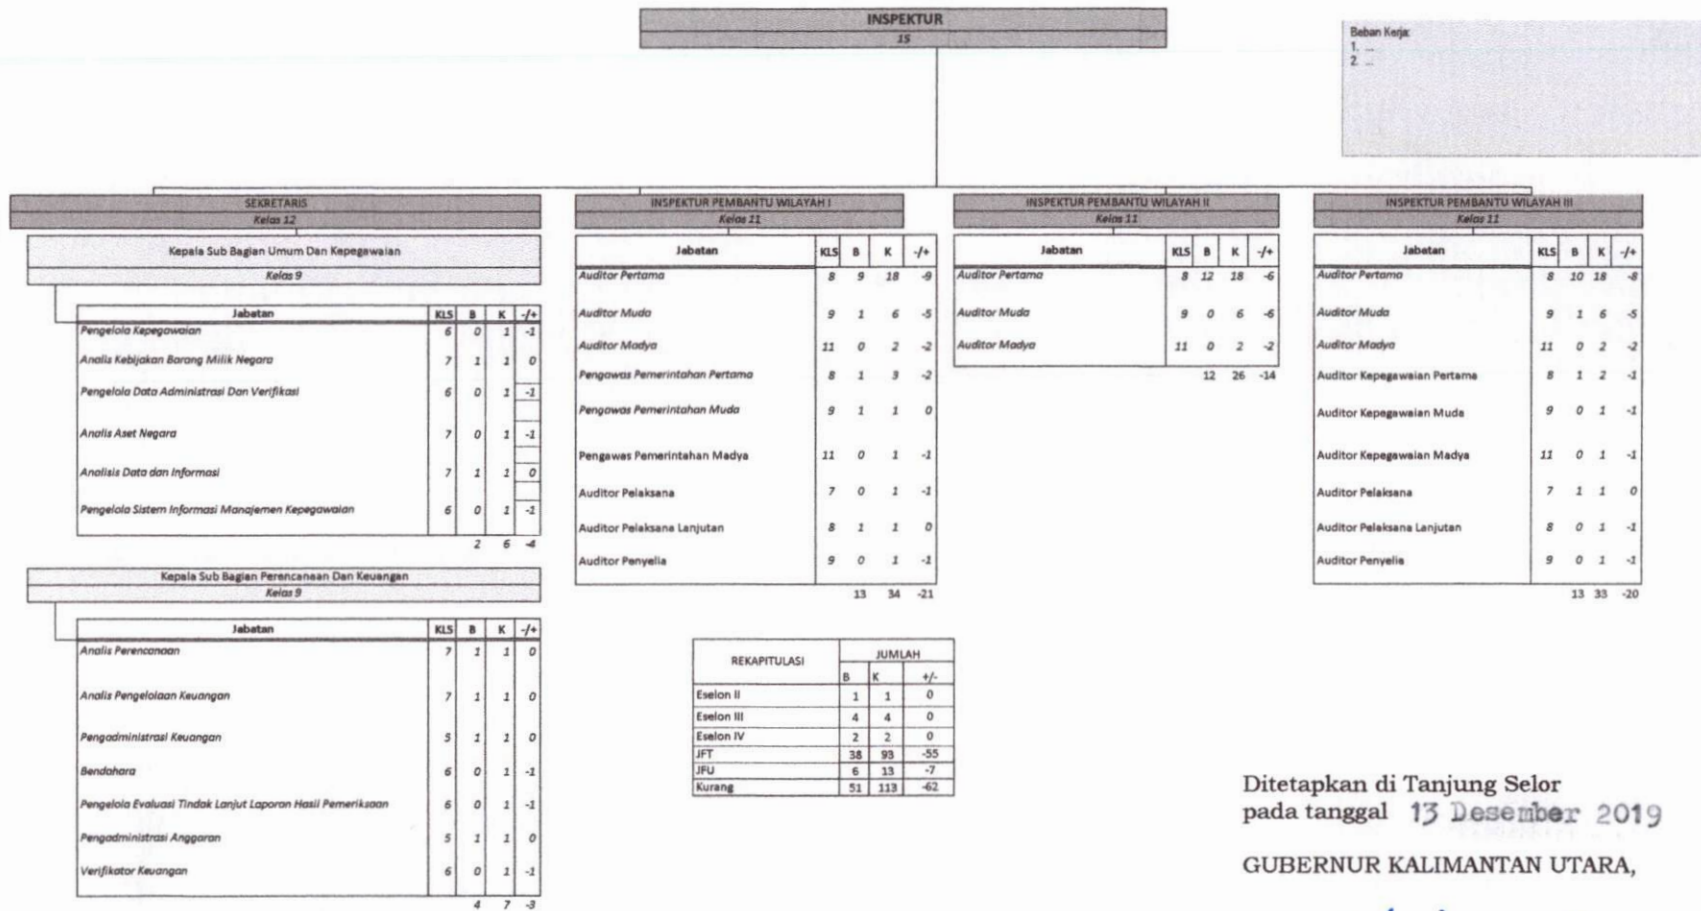 INSPEKTUR
15
Beban Kerja:
1. ...
2. ...
SEKRETARIS
Kelas 12
Kepala Sub Bagian Umum Dan Kepegawaian
Kelas 9
Jabatan KLS B K -/+
Pengelola Kepegawaian 6 0 1 -1
Analis Kebijakan Barang Milik Negara 7 1 1 0
Pengelola Data Administrasi Dan Verifikasi 6 0 1 -1
Analis Aset Negara 7 0 1 -1
Analisis Data dan Informasi 7 1 1 0
Pengelola Sistem Informasi Manajemen Kepegawaian 6 0 1 -1
2 6 -4
Kepala Sub Bagian Perencanaan Dan Keuangan
Kelas 9
Jabatan KLS B K -/+
Analis Perencanaan 7 1 1 0
Analis Pengelolaan Keuangan 7 1 1 0
Pengadministrasi Keuangan 5 1 1 0
Bendahara 6 0 1 -1
Pengelola Evaluasi Tindak Lanjut Laporan Hasil Pemeriksaan 6 0 1 -1
Pengadministrasi Anggaran 5 1 1 0
Verifikator Keuangan 6 0 1 -1
4 7 -3
INSPEKTUR PEMBANTU WILAYAH I
Kelas 11
Jabatan KLS B K -/+
Auditor Pertama 8 9 18 -9
Auditor Muda 9 1 6 -5
Auditor Madya 11 0 2 -2
Pengawas Pemerintahan Pertama 8 1 3 -2
Pengawas Pemerintahan Muda 9 1 1 0
Pengawas Pemerintahan Madya 11 0 1 -1
Auditor Pelaksana 7 0 1 -1
Auditor Pelaksana Lanjutan 8 1 1 0
Auditor Penyelia 9 0 1 -1
13 34 -21
INSPEKTUR PEMBANTU WILAYAH II
Kelas 11
Jabatan KLS B K -/+
Auditor Pertama 8 12 18 -6
Auditor Muda 9 0 6 -6
Auditor Madya 11 0 2 -2
12 26 -14
INSPEKTUR PEMBANTU WILAYAH III
Kelas 11
Jabatan KLS B K -/+
Auditor Pertama 8 10 18 -8
Auditor Muda 9 1 6 -5
Auditor Madya 11 0 2 -2
Auditor Kepegawaian Pertama 8 1 2 -1
Auditor Kepegawaian Muda 9 0 1 -1
Auditor Kepegawaian Madya 11 0 1 -1
Auditor Pelaksana 7 1 1 0
Auditor Pelaksana Lanjutan 8 0 1 -1
Auditor Penyelia 9 0 1 -1
13 33 -20
REKAPITULASI JUMLAH
B K +/-
Eselon II 1 1 0
Eselon III 4 4 0
Eselon IV 2 2 0
JFT 38 93 -55
JFU 6 13 -7
Kurang 51 113 -62
Ditetapkan di Tanjung Selor
pada tanggal 13 Desember 2019
GUBERNUR KALIMANTAN UTARA,